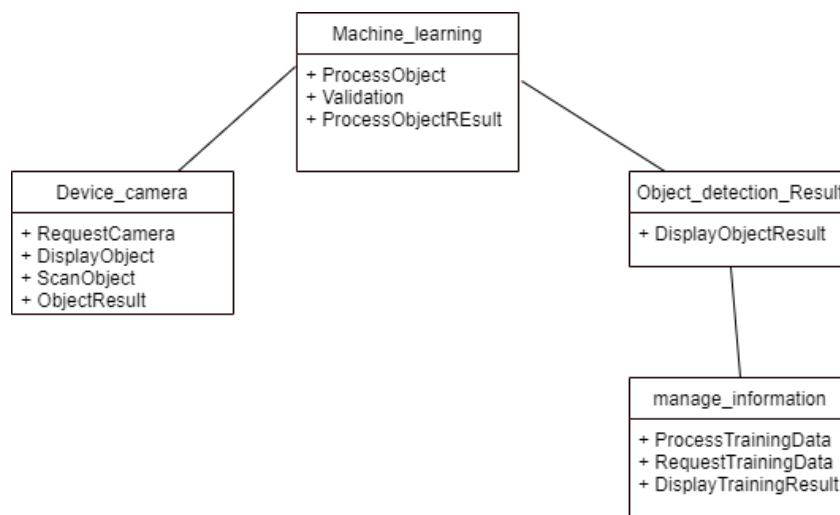 Machine_learning
+ ProcessObject
+ Validation
+ ProcessObjectREsult
Device_camera
+ RequestCamera
+ DisplayObject
+ ScanObject
+ ObjectResult
Object_detection_Result
+ DisplayObjectResult
manage_information
+ ProcessTrainingData
+ RequestTrainingData
+ DisplayTrainingResult